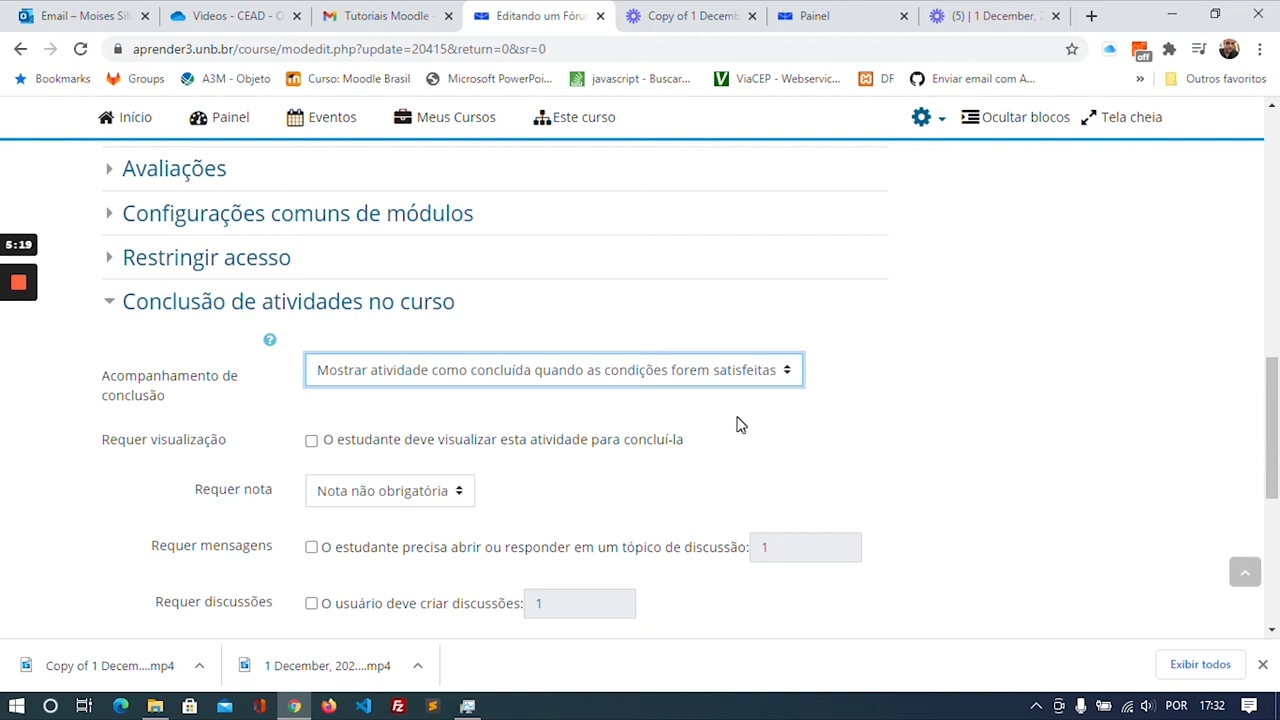 Email – Moises Sil
Videos - CEAD - O
Tutoriais Moodle -
Editando um Fóru
Copy of 1 Decemb
Painel
(5) | 1 December, 2
aprender3.unb.br/course/modedit.php?update=20415&return=0&sr=0
off
Bookmarks
Groups
A3M - Objeto
Curso: Moodle Brasil
Microsoft PowerPoi...
javascript - Buscar...
ViaCEP - Webservic...
DF
Enviar email com A...
»
Outros favoritos
Início
Painel
Eventos
Meus Cursos
Este curso
Ocultar blocos
Tela cheia
Avaliações
Configurações comuns de módulos
5:19
Restringir acesso
Conclusão de atividades no curso
?
Acompanhamento de
conclusão
Mostrar atividade como concluída quando as condições forem satisfeitas
Requer visualização
O estudante deve visualizar esta atividade para concluí-la
Requer nota
Nota não obrigatória
Requer mensagens
O estudante precisa abrir ou responder em um tópico de discussão:
1
Requer discussões
O usuário deve criar discussões:
1
Copy of 1 Decem....mp4
1 December, 202....mp4
Exibir todos
POR
17:32